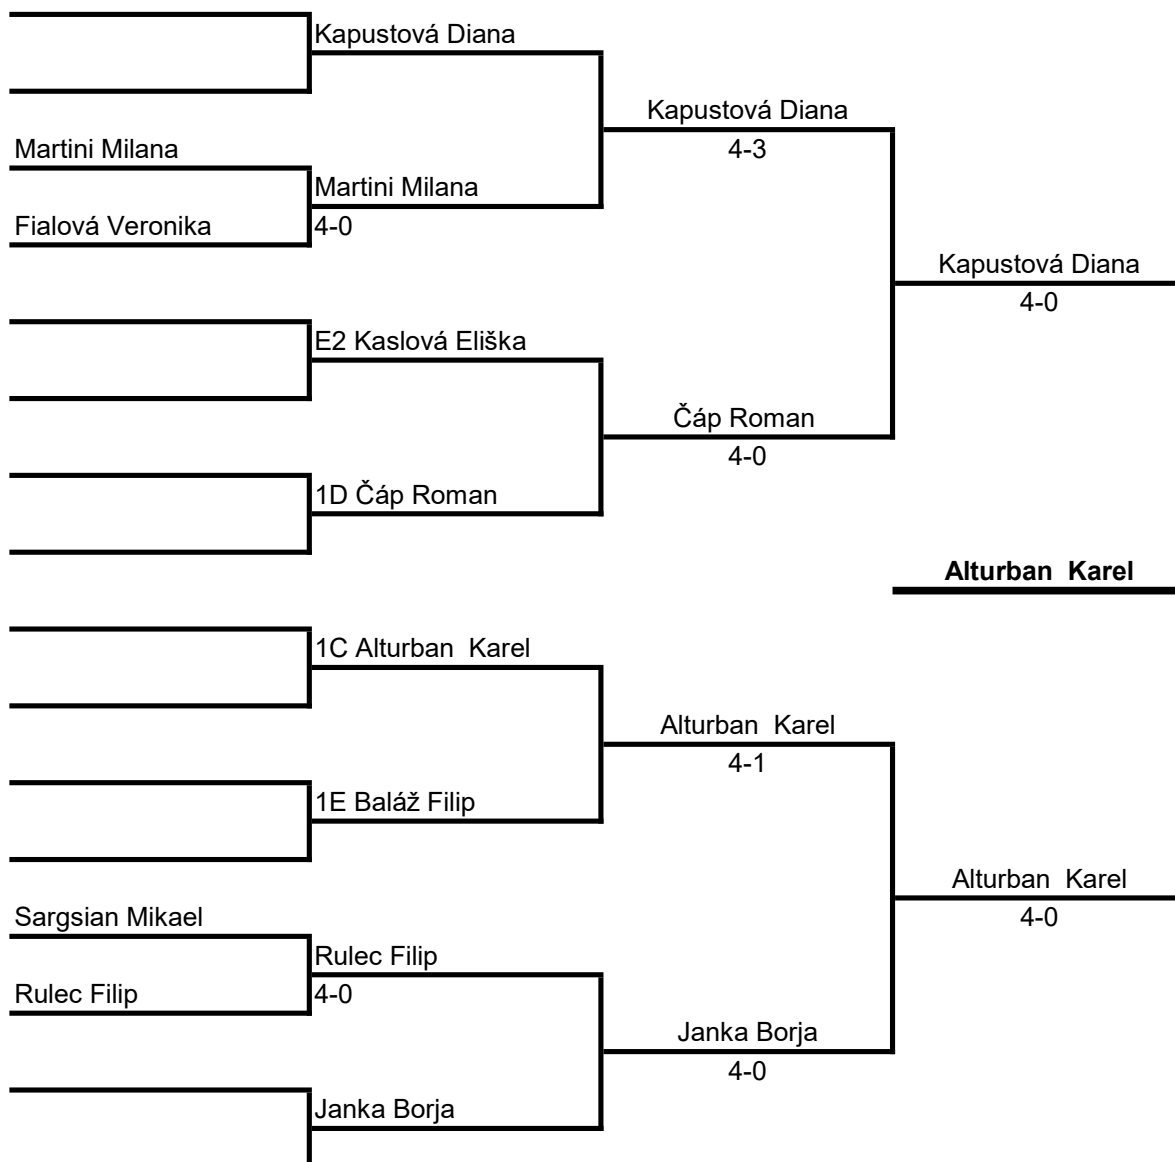 Kapustová Diana
Kapustová Diana
4-3
Martini Milana
Martini Milana
Fialová Veronika
4-0
Kapustová Diana
4-0
E2 Kaslová Eliška
Čáp Roman
4-0
1D Čáp Roman
Alturban  Karel
1C Alturban  Karel
Alturban  Karel
4-1
1E Baláž Filip
Alturban  Karel
4-0
Sargsian Mikael
Rulec Filip
Rulec Filip
4-0
Janka Borja
4-0
Janka Borja